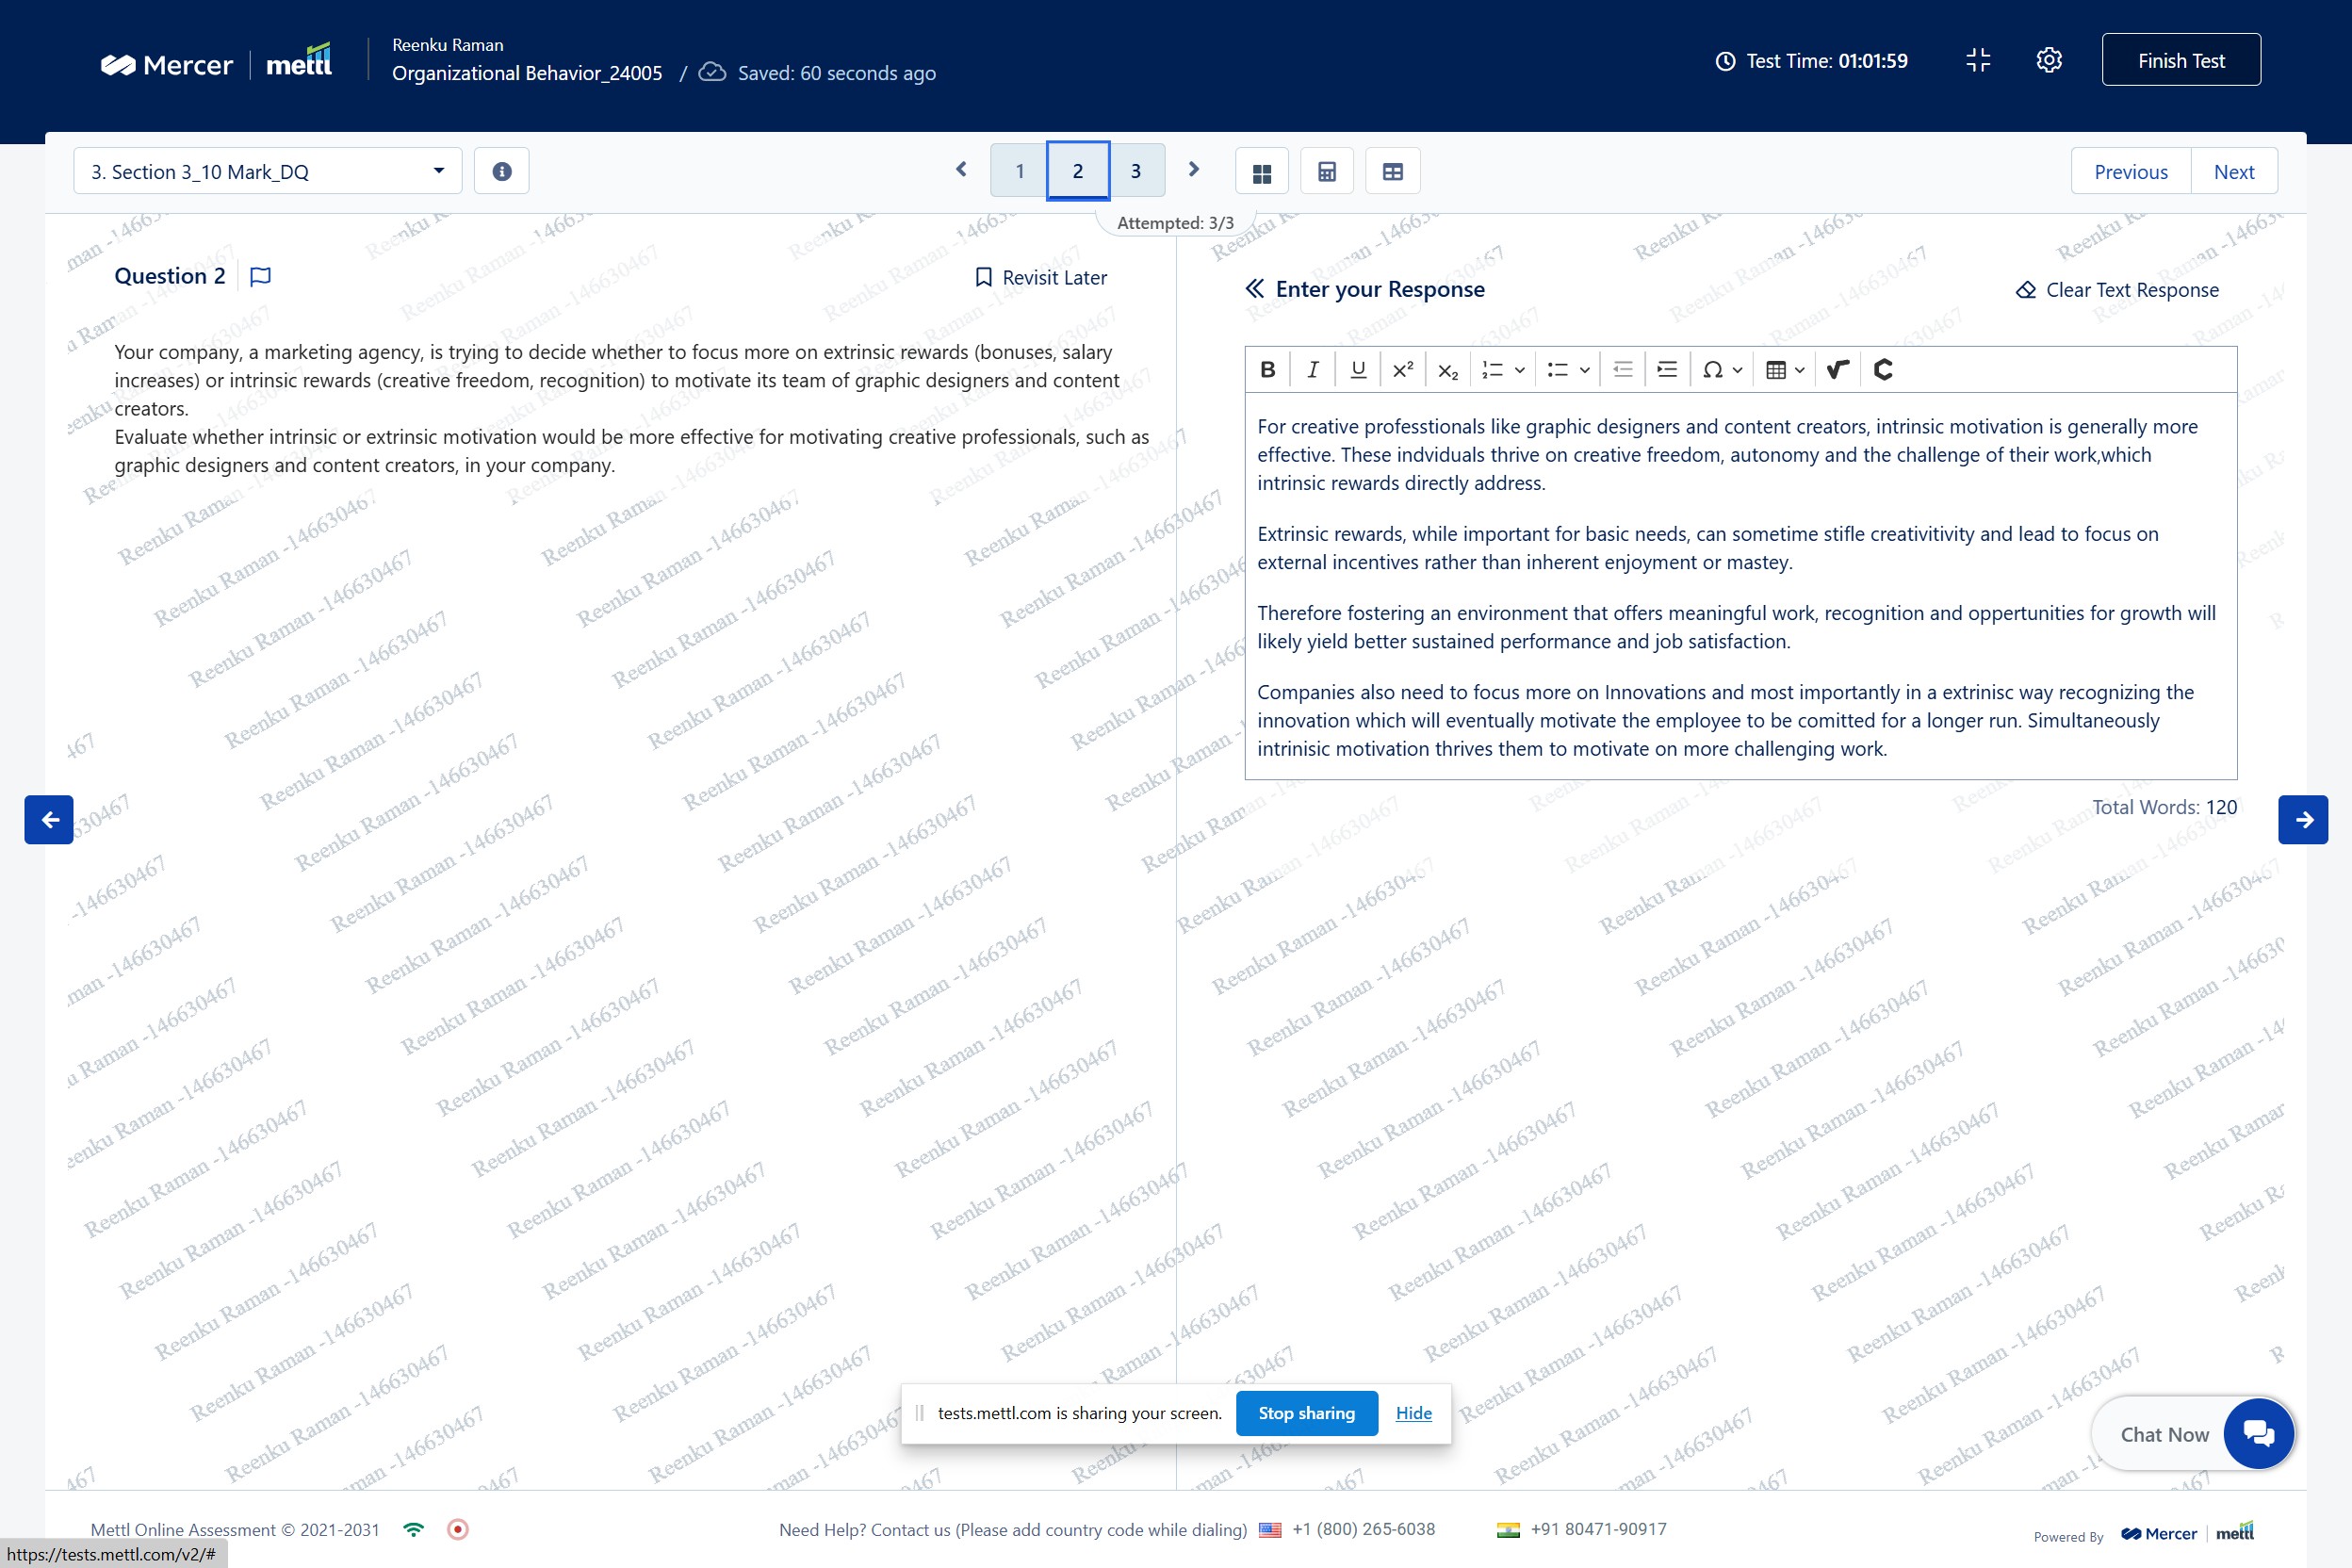 Mercer | mettl
Reenku Raman
Organizational Behavior_24005 / Saved: 60 seconds ago
Test Time: 01:01:59
Finish Test
3. Section 3_10 Mark_DQ
1 2 3
Attempted: 3/3
Previous Next
Question 2
Revisit Later
Your company, a marketing agency, is trying to decide whether to focus more on extrinsic rewards (bonuses, salary
increases) or intrinsic rewards (creative freedom, recognition) to motivate its team of graphic designers and content
creators.
Evaluate whether intrinsic or extrinsic motivation would be more effective for motivating creative professionals, such as
graphic designers and content creators, in your company.
Enter your Response
Clear Text Response
B I U x² x₂
For creative professtionals like graphic designers and content creators, intrinsic motivation is generally more
effective. These indviduals thrive on creative freedom, autonomy and the challenge of their work,which
intrinsic rewards directly address.
Extrinsic rewards, while important for basic needs, can sometime stifle creativitivity and lead to focus on
external incentives rather than inherent enjoyment or mastey.
Therefore fostering an environment that offers meaningful work, recognition and oppertunities for growth will
likely yield better sustained performance and job satisfaction.
Companies also need to focus more on Innovations and most importantly in a extrinisc way recognizing the
innovation which will eventually motivate the employee to be comitted for a longer run. Simultaneously
intrinisic motivation thrives them to motivate on more challenging work.
Total Words: 120
Reenku Raman -146630467
tests.mettl.com is sharing your screen.
Stop sharing
Hide
Chat Now
Mettl Online Assessment © 2021-2031
Need Help? Contact us (Please add country code while dialing) +1 (800) 265-6038
+91 80471-90917
Powered By Mercer | mettl
https://tests.mettl.com/v2/#